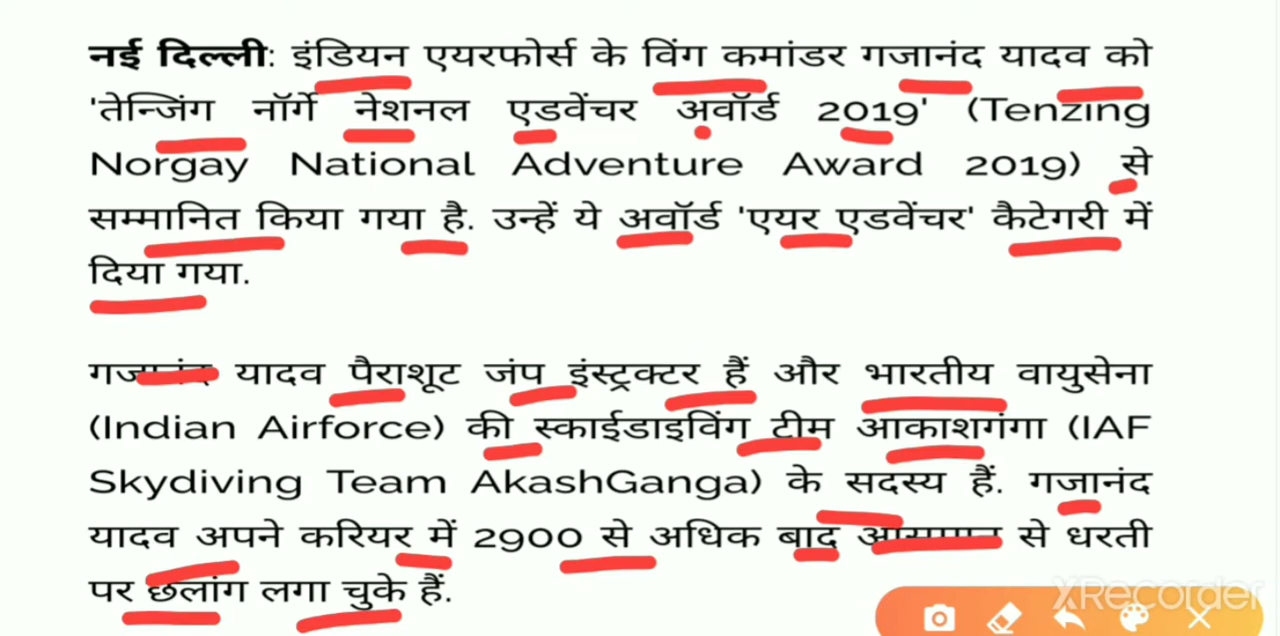 नई दिल्ली: इंडियन एयरफोर्स के विंग कमांडर गजानंद यादव को
'तेन्जिंग नॉर्गे नेशनल एडवेंचर अवॉर्ड 2019' (Tenzing
Norgay National Adventure Award 2019) से
सम्मानित किया गया है. उन्हें ये अवॉर्ड 'एयर एडवेंचर' कैटेगरी में
दिया गया.
गजानंद यादव पैराशूट जंप इंस्ट्रक्टर हैं और भारतीय वायुसेना
(Indian Airforce) की स्काईडाइविंग टीम आकाशगंगा (IAF
Skydiving Team AkashGanga) के सदस्य हैं. गजानंद
यादव अपने करियर में 2900 से अधिक बाद आसमान से धरती
पर छलांग लगा चुके हैं.
XRecorder